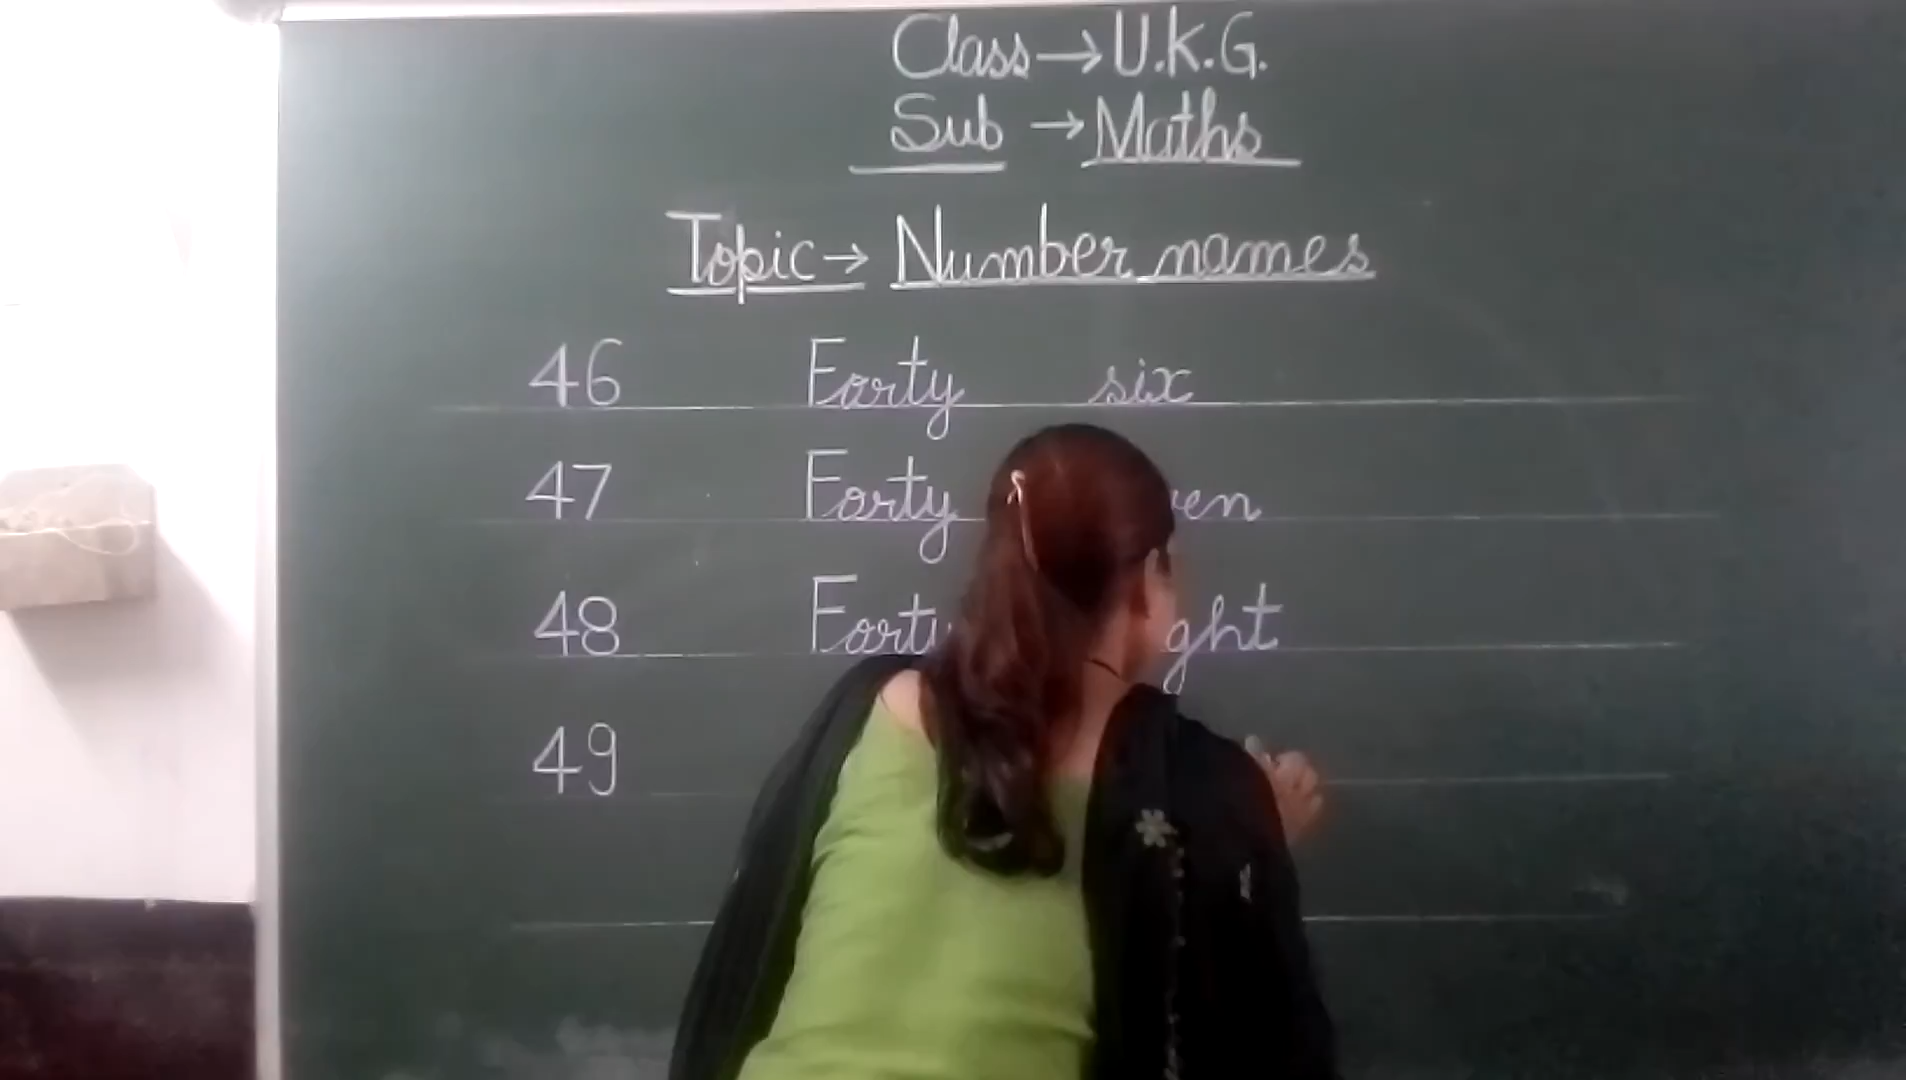 Class → U.K.G.
Sub → Maths
Topic → Number names
46 Forty six
47 Forty
48
49